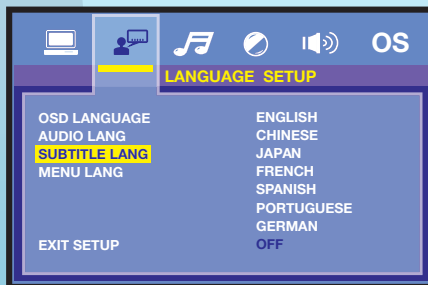 OS
LANGUAGE SETUP
OSD LANGUAGE ENGLISH
AUDIO LANG CHINESE
SUBTITLE LANG JAPAN
MENU LANG FRENCH
SPANISH
PORTUGUESE
GERMAN
EXIT SETUP OFF